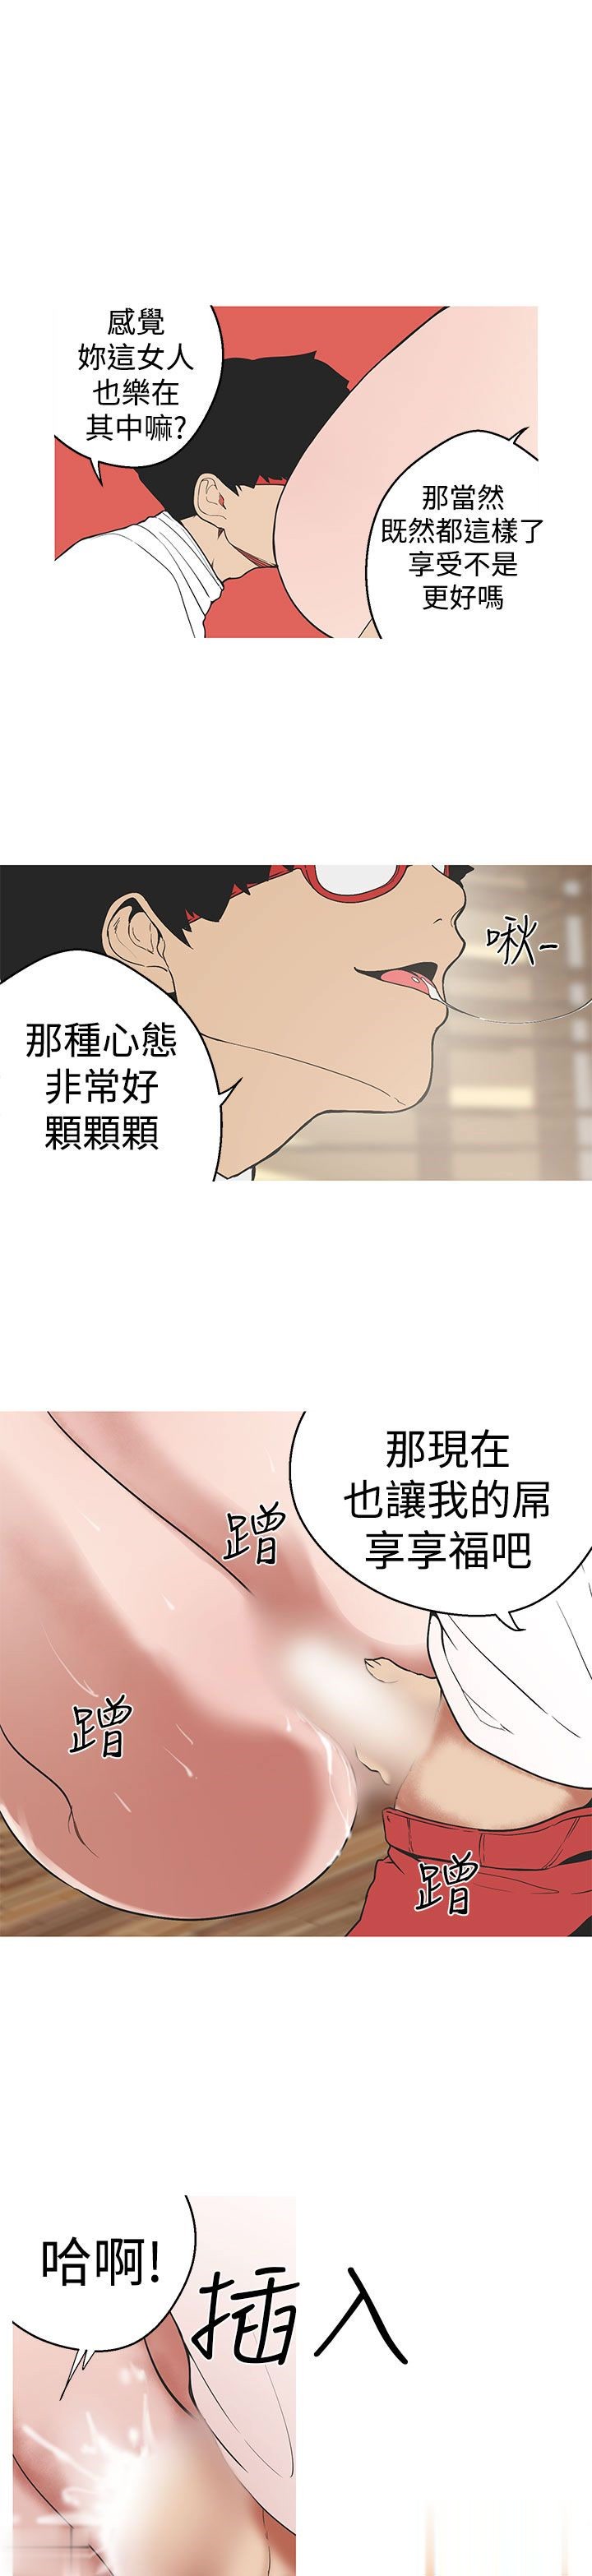 感覺
妳這女人
也樂在
其中嘛?
那當然
既然都這樣了
享受不是
更好嗎
啾-
那種心態
非常好
顆顆顆
那現在
也讓我的屌
享享福吧
蹭
蹭
蹭
哈啊!
插入